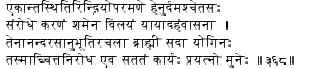 एकान्तस्थितिरिन्द्रियोपरमणे हेतुर्दमश्चेतसः
संरोधे करणं शमेन विलयं यायादहंवासना ।
तेनानन्दरसानुभूतिरचला ब्राह्मी सदा योगिनः
तस्माच्चित्तनिरोध एव सततं कार्यः प्रयत्नो मुनेः ॥३६८॥